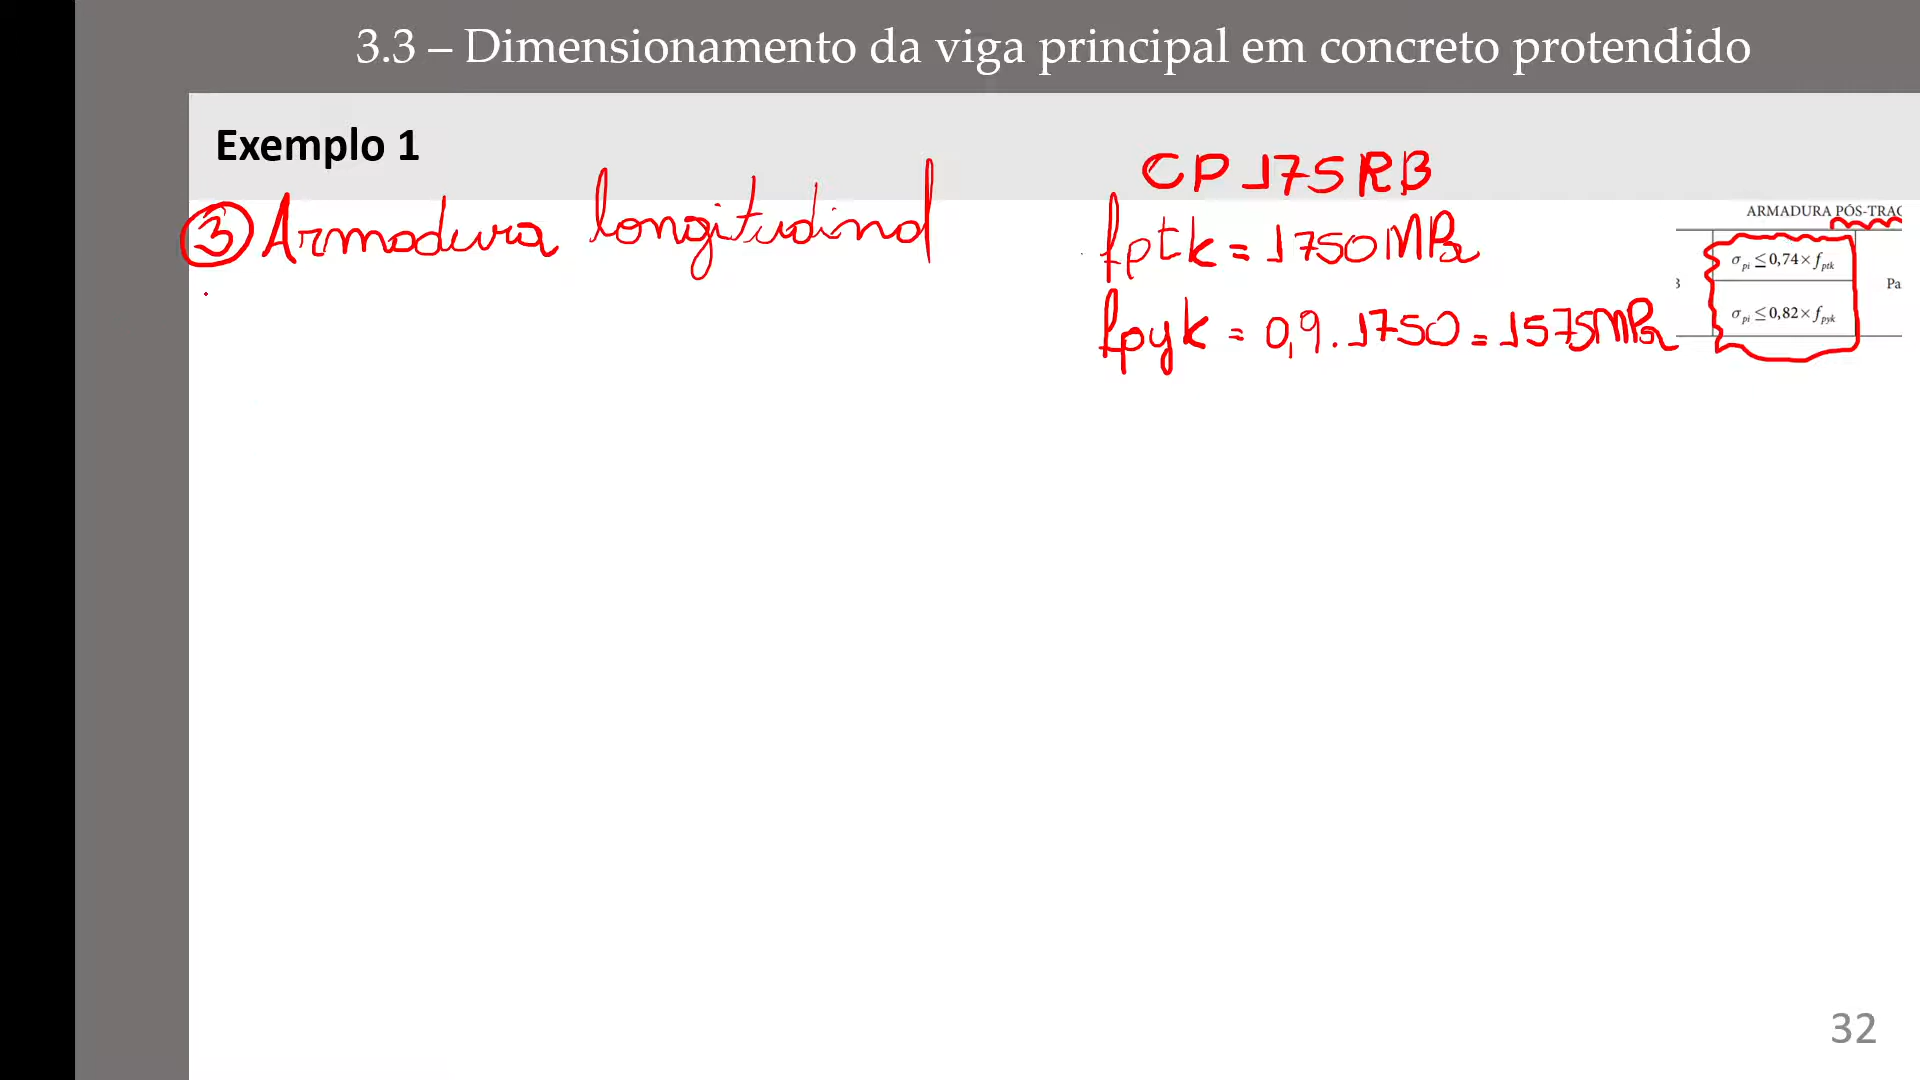 3.3 – Dimensionamento da viga principal em concreto protendido
Exemplo 1
③ Armadura longitudinal
CP 175 RB
fptk = 1750 MPa
fpyk = 0,9 . 1750 = 1575 MPa
ARMADURA PÓS-TRAÇ
σpi ≤ 0,74 × fptk
B
Pa
σpi ≤ 0,82 × fpyk
32